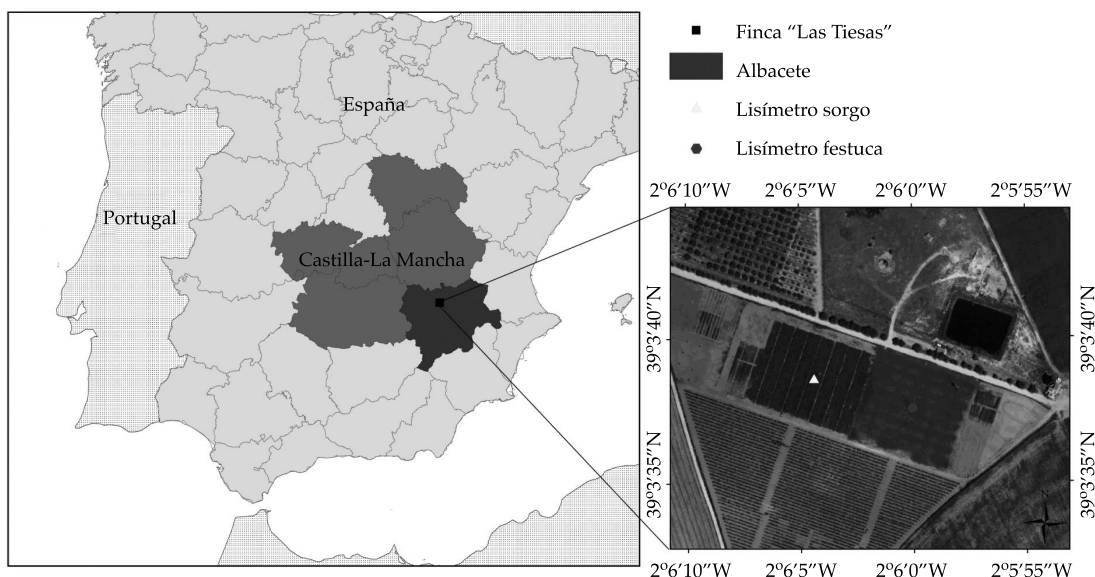 España
Portugal
Castilla-La Mancha
Finca “Las Tiesas”
Albacete
Lisímetro sorgo
Lisímetro festuca
2º6′10″W 2º6′5″W 2º6′0″W 2º5′55″W
39º3′40″N 39º3′40″N
39º3′35″N 39º3′35″N
N
2º6′10″W 2º6′5″W 2º6′0″W 2º5′55″W